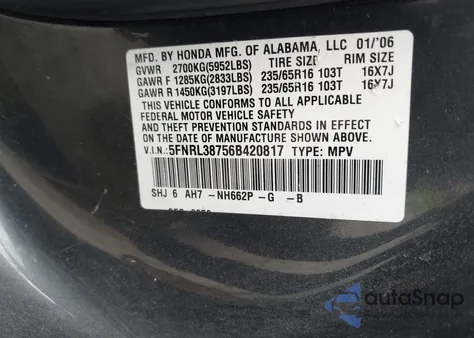 MFD. BY HONDA MFG. OF ALABAMA, LLC 01/'06
GVWR 2700KG(5952LBS) TIRE SIZE RIM SIZE
GAWR F 1285KG(2833LBS) 235/65R16 103T 16X7J
GAWR R 1450KG(3197LBS) 235/65R16 103T 16X7J
THIS VEHICLE CONFORMS TO ALL APPLICABLE
FEDERAL MOTOR VEHICLE SAFETY
AND THEFT PREVENTION STANDARDS IN EFFECT
ON THE DATE OF MANUFACTURE SHOWN ABOVE.
V.I.N: 5FNRL38756B420817 TYPE: MPV
SHJ 6 AH7 -NH662P -G -B
autoSnap